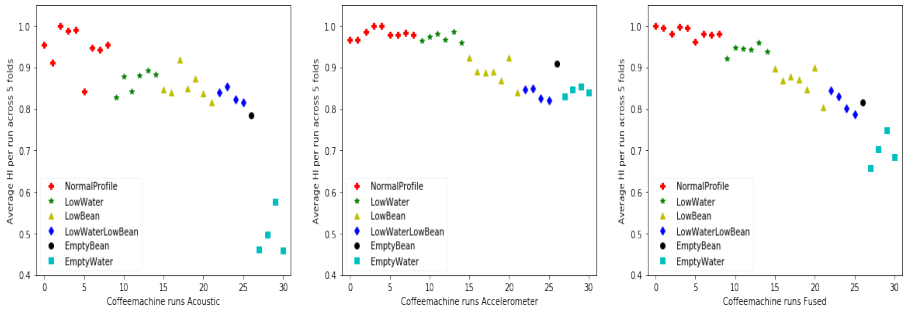 Average HI per run across 5 folds
1.0
0.9
0.8
0.7
0.6
0.5
0.4
NormalProfile
LowWater
LowBean
LowWaterLowBean
EmptyBean
EmptyWater
0 5 10 15 20 25 30
Coffeemachine runs Acoustic
Average HI per run across 5 folds
1.0
0.9
0.8
0.7
0.6
0.5
0.4
NormalProfile
LowWater
LowBean
LowWaterLowBean
EmptyBean
EmptyWater
0 5 10 15 20 25 30
Coffeemachine runs Accelerometer
Average HI per run across 5 folds
1.0
0.9
0.8
0.7
0.6
0.5
0.4
NormalProfile
LowWater
LowBean
LowWaterLowBean
EmptyBean
EmptyWater
0 5 10 15 20 25 30
Coffeemachine runs Fused